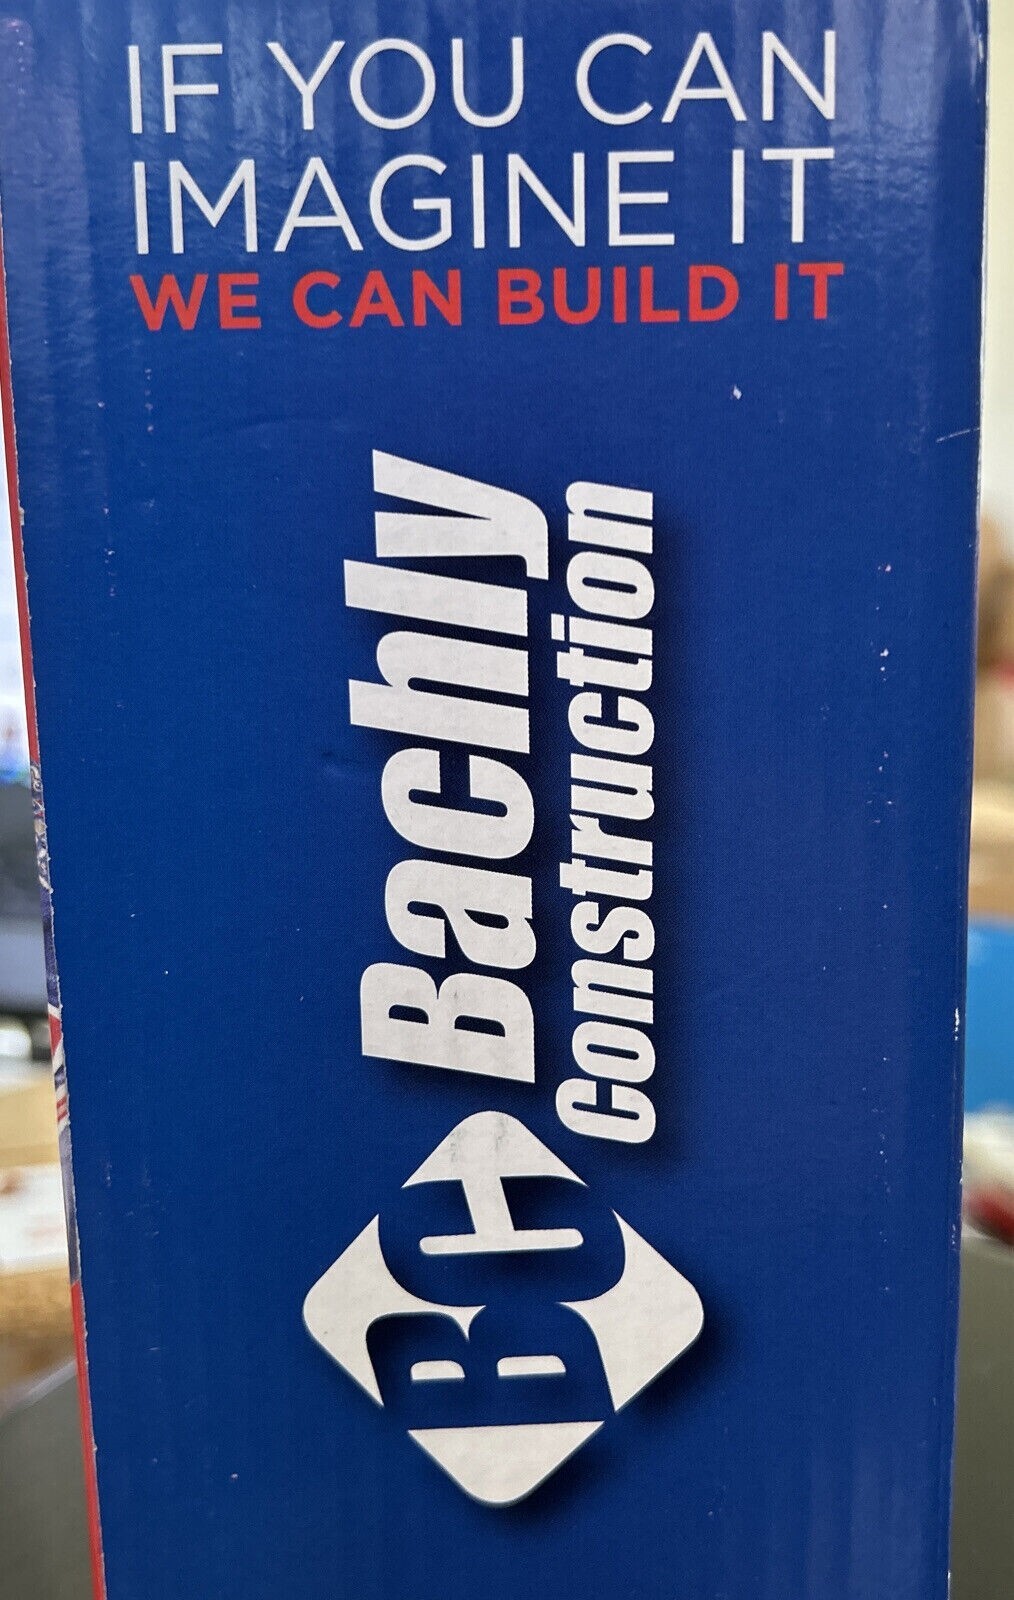 IF YOU CAN
IMAGINE IT
WE CAN BUILD IT
Bachly
Construction
BC